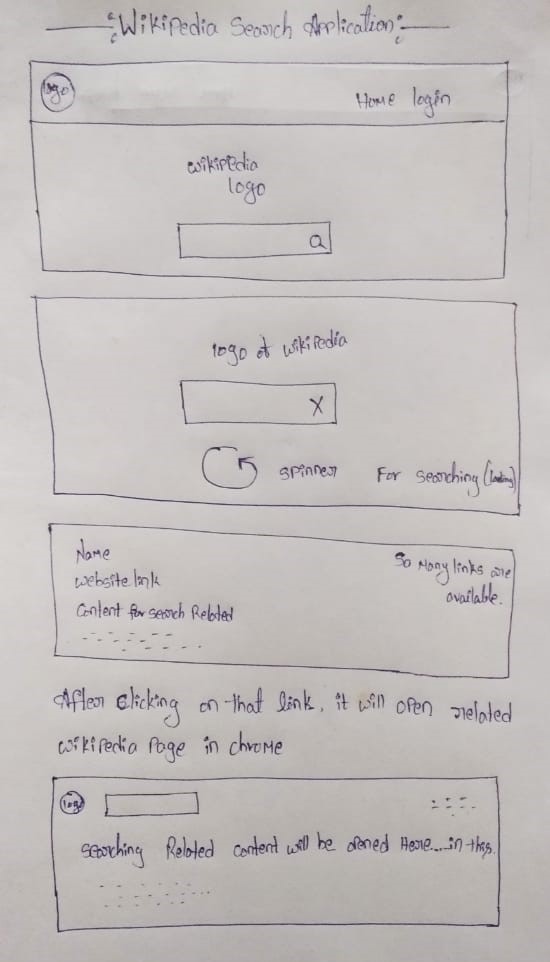 Wikipedia Search Application
logo
Home login
wikipedia
logo
logo of wikipedia
X
Spinner For Searching (loading)
Name
Website link
Content for search Related
So Many links are
available.
After Clicking on that link, it will open related
wikipedia Page in chrome
logo
Searching Related content will be opened Here...in this.